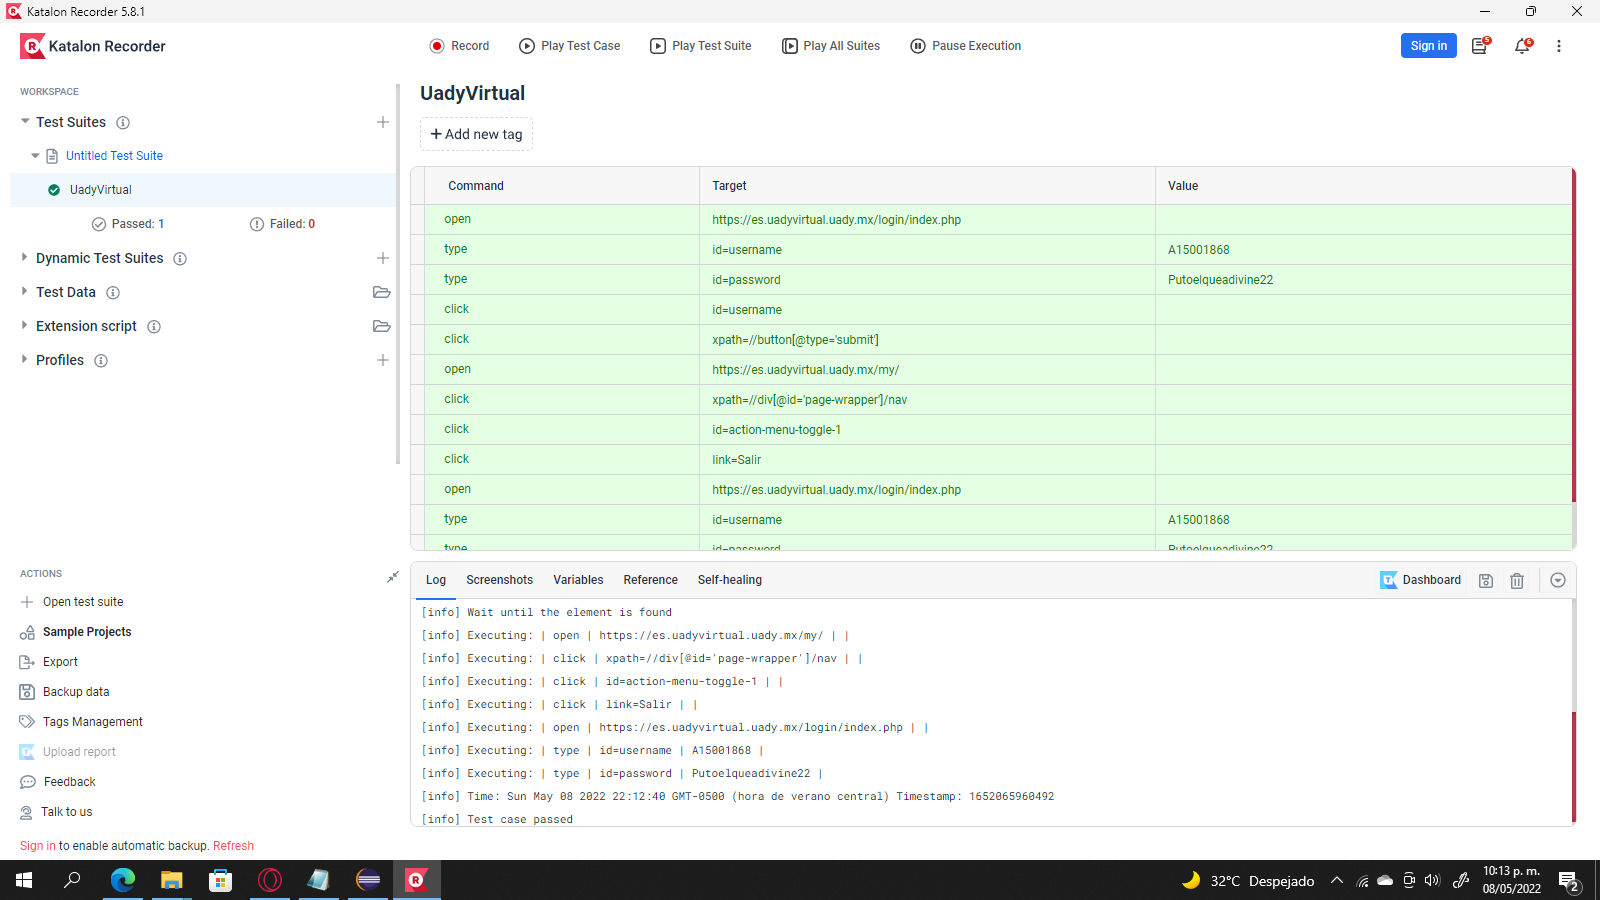 Katalon Recorder 5.8.1
Katalon Recorder
Record
Play Test Case
Play Test Suite
Play All Suites
Pause Execution
Sign in
5
6
WORKSPACE
Test Suites
Untitled Test Suite
UadyVirtual
Passed: 1
Failed: 0
Dynamic Test Suites
Test Data
Extension script
Profiles
UadyVirtual
+ Add new tag
Command Target Value
open https://es.uadyvirtual.uady.mx/login/index.php
type id=username A15001868
type id=password Putoelqueadivine22
click id=username
click xpath=//button[@type='submit']
open https://es.uadyvirtual.uady.mx/my/
click xpath=//div[@id='page-wrapper']/nav
click id=action-menu-toggle-1
click link=Salir
open https://es.uadyvirtual.uady.mx/login/index.php
type id=username A15001868
type id=password Putoelqueadivine22
ACTIONS
Open test suite
Sample Projects
Export
Backup data
Tags Management
Upload report
Feedback
Talk to us
Sign in to enable automatic backup. Refresh
Log Screenshots Variables Reference Self-healing Dashboard
[info] Wait until the element is found
[info] Executing: | open | https://es.uadyvirtual.uady.mx/my/ | |
[info] Executing: | click | xpath=//div[@id='page-wrapper']/nav | |
[info] Executing: | click | id=action-menu-toggle-1 | |
[info] Executing: | click | link=Salir | |
[info] Executing: | open | https://es.uadyvirtual.uady.mx/login/index.php | |
[info] Executing: | type | id=username | A15001868 |
[info] Executing: | type | id=password | Putoelqueadivine22 |
[info] Time: Sun May 08 2022 22:12:40 GMT-0500 (hora de verano central) Timestamp: 1652065960492
[info] Test case passed
32°C Despejado
10:13 p. m.
08/05/2022
2